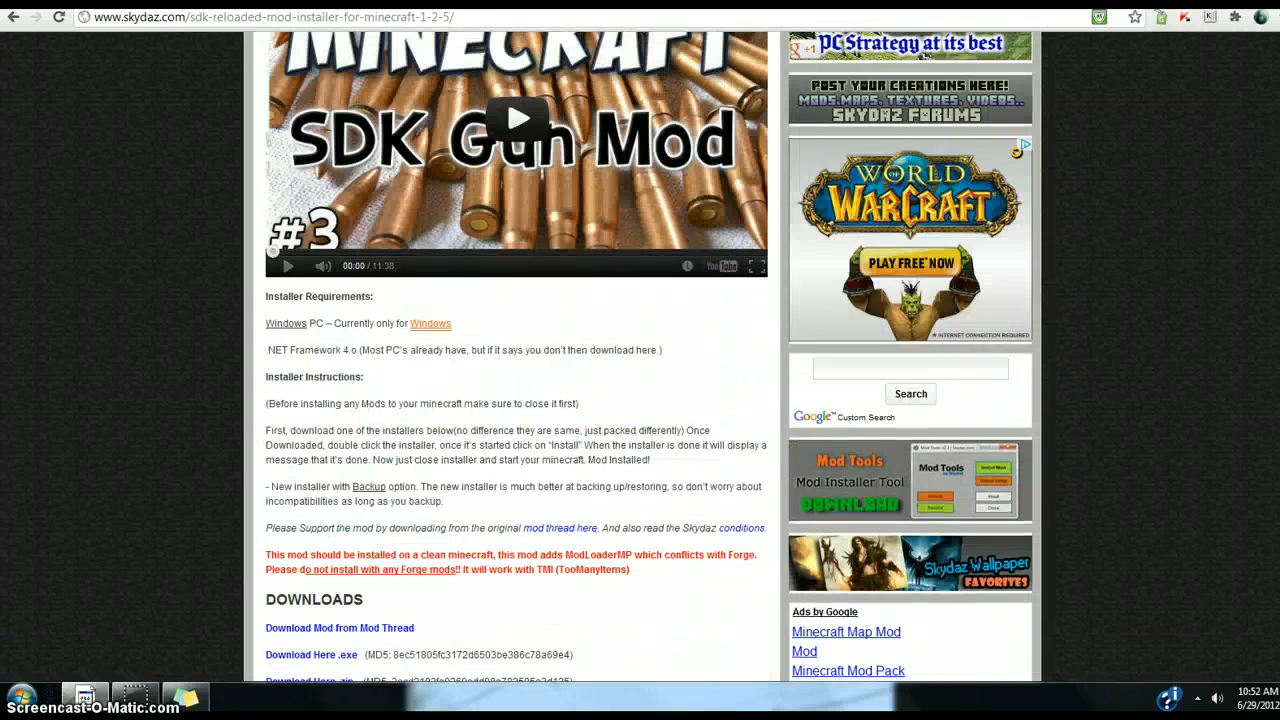 www.skydaz.com/sdk-reloaded-mod-installer-for-minecraft-1-2-5/
MINECRAFT
SDK Gun Mod
#3
00:00 / 11:38
YouTube
Installer Requirements:
Windows PC – Currently only for Windows
.NET Framework 4.o (Most PC's already have, but if it says you don't then download here.)
Installer Instructions:
(Before installing any Mods to your minecraft make sure to close it first)
First, download one of the installers below(no difference they are same, just packed differently) Once
Downloaded, double click the installer, once it's started click on “Install” When the installer is done it will display a
message that it's done. Now just close installer and start your minecraft. Mod Installed!
- New installer with Backup option. The new installer is much better at backing up/restoring, so don't worry about
incompatibilities as long as you backup.
Please Support the mod by downloading from the original mod thread here. And also read the Skydaz conditions.
This mod should be installed on a clean minecraft, this mod adds ModLoaderMP which conflicts with Forge.
Please do not install with any Forge mods!! It will work with TMI (TooManyItems)
DOWNLOADS
Download Mod from Mod Thread
Download Here .exe (MD5: 8ec51805fc3172d6503be386c78a69e4)
Download Here .zip
g +1
PC Strategy at its best
POST YOUR CREATIONS HERE!
MODS,MAPS, TEXTURES, VIDEOS..
SKYDAZ FORUMS
WORLD
OF
WARCRAFT
PLAY FREE* NOW
* INTERNET CONNECTION REQUIRED
Search
Google™ Custom Search
Mod Tools
Mod Installer Tool
DOWNLOAD
Mod Tools
Skydaz Wallpaper
FAVORITES
Ads by Google
Minecraft Map Mod
Mod
Minecraft Mod Pack
Screencast-O-Matic.com
10:52 AM
6/29/2012